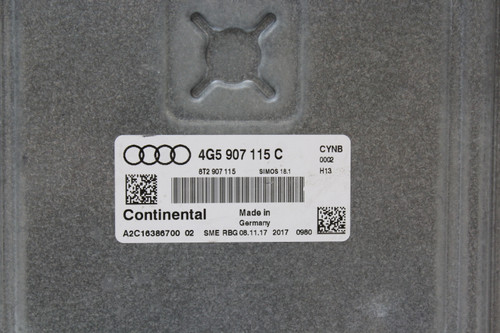 4G5 907 115 C
CYNB
0002
8T2 907 115 SIMOS 18.1
H13
Continental
Made in
Germany
A2C16386700 02 SME RBG 08.11.17 2017 0960